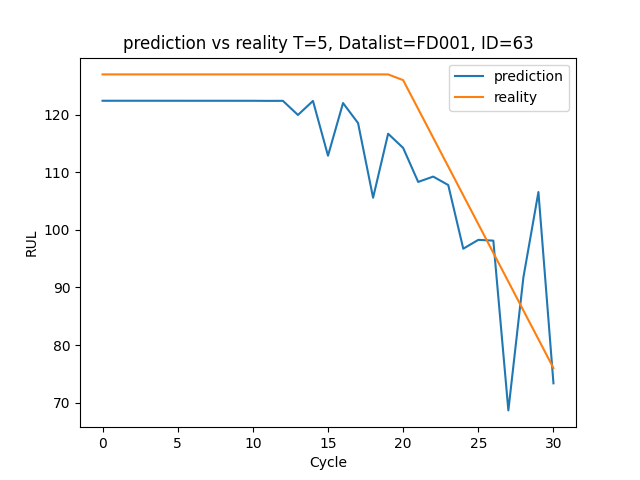 prediction vs reality T=5, Datalist=FD001, ID=63
prediction
reality
RUL
120
110
100
90
80
70
0 5 10 15 20 25 30
Cycle